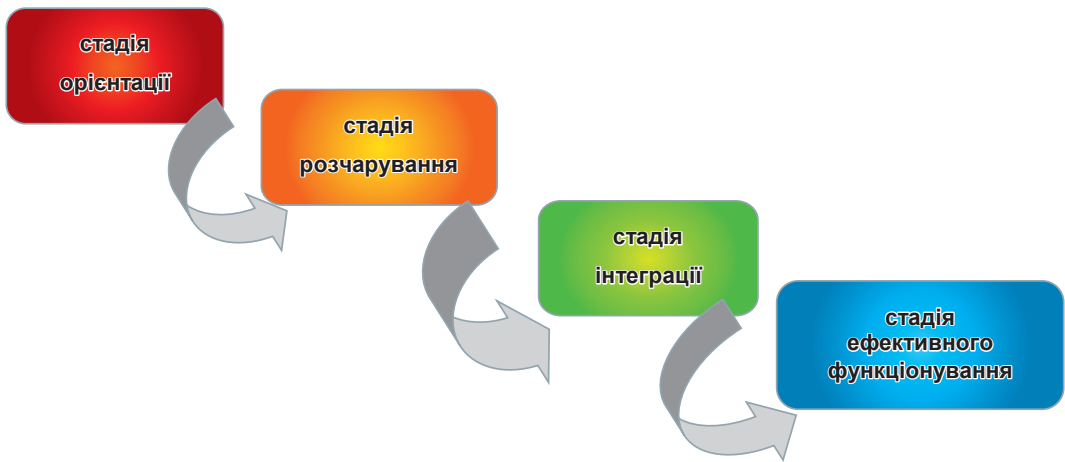 стадія
орієнтації
стадія
розчарування
стадія
інтеграції
стадія
ефективного
функціонування